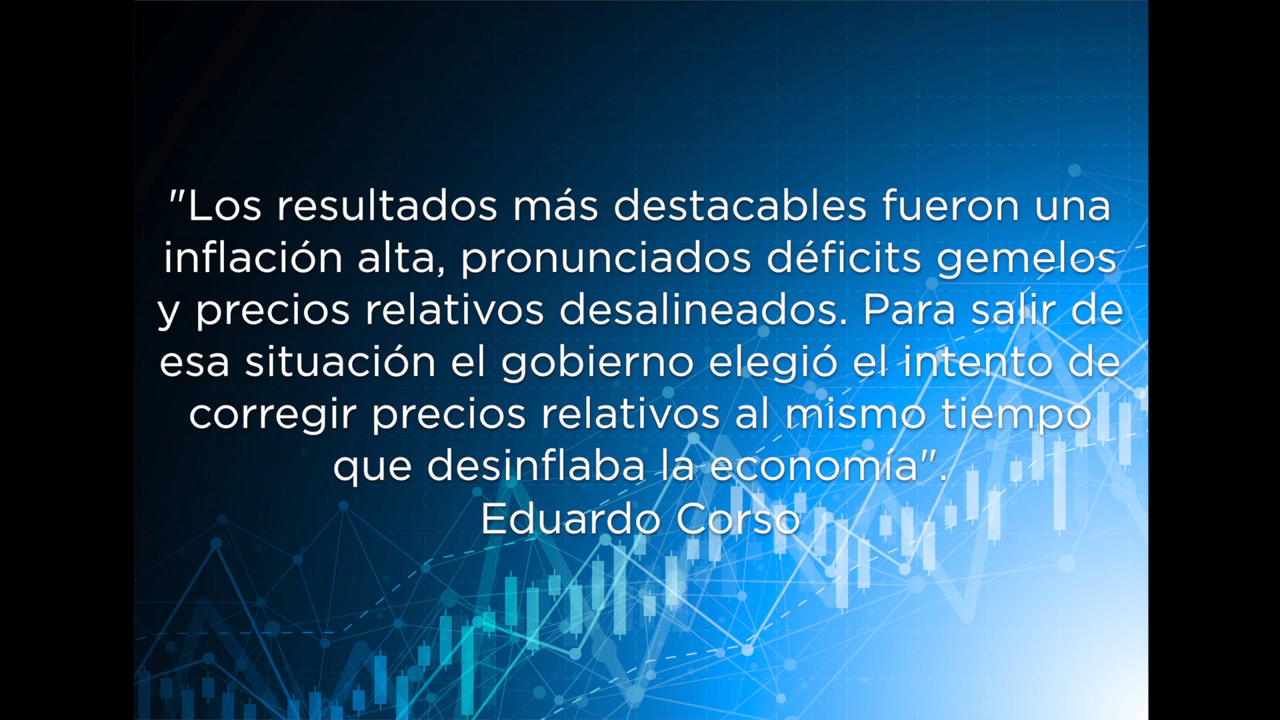 "Los resultados más destacables fueron una
inflación alta, pronunciados déficits gemelos
y precios relativos desalineados. Para salir de
esa situación el gobierno elegió el intento de
corregir precios relativos al mismo tiempo
que desinflaba la economía".
Eduardo Corso